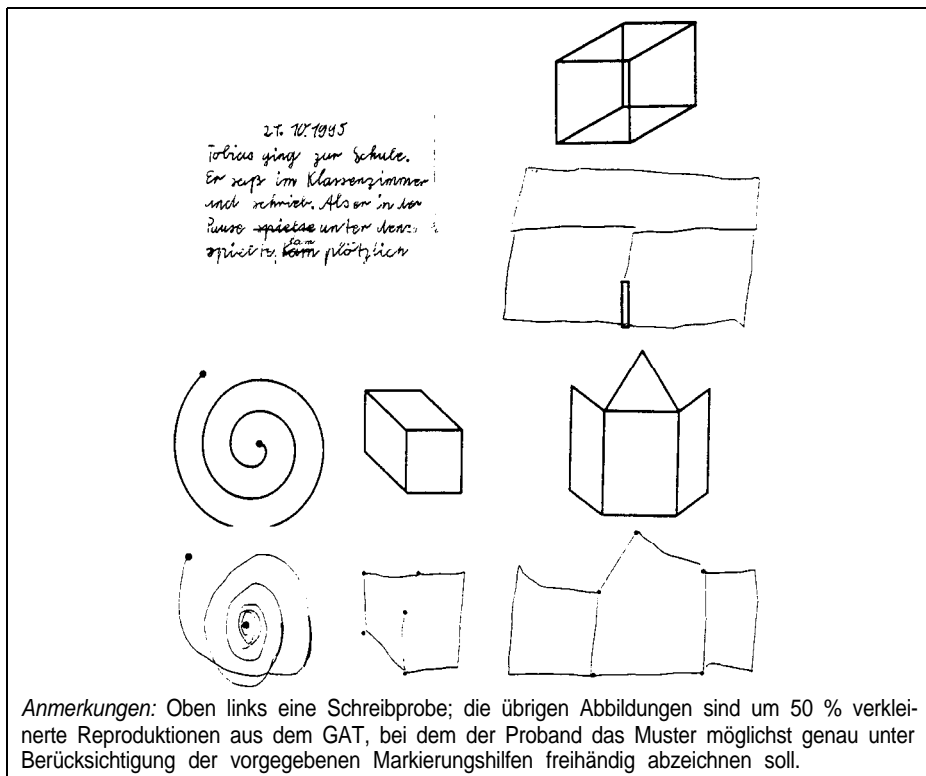 21. 10. 1995
Tobias ging zur Schule.
Er saß im Klassenzimmer
und schrieb. Als er in der
Pause spielte unter dem
spielte, kam plötzlich
Anmerkungen: Oben links eine Schreibprobe; die übrigen Abbildungen sind um 50 % verklei-
nerte Reproduktionen aus dem GAT, bei dem der Proband das Muster möglichst genau unter
Berücksichtigung der vorgegebenen Markierungshilfen freihändig abzeichnen soll.